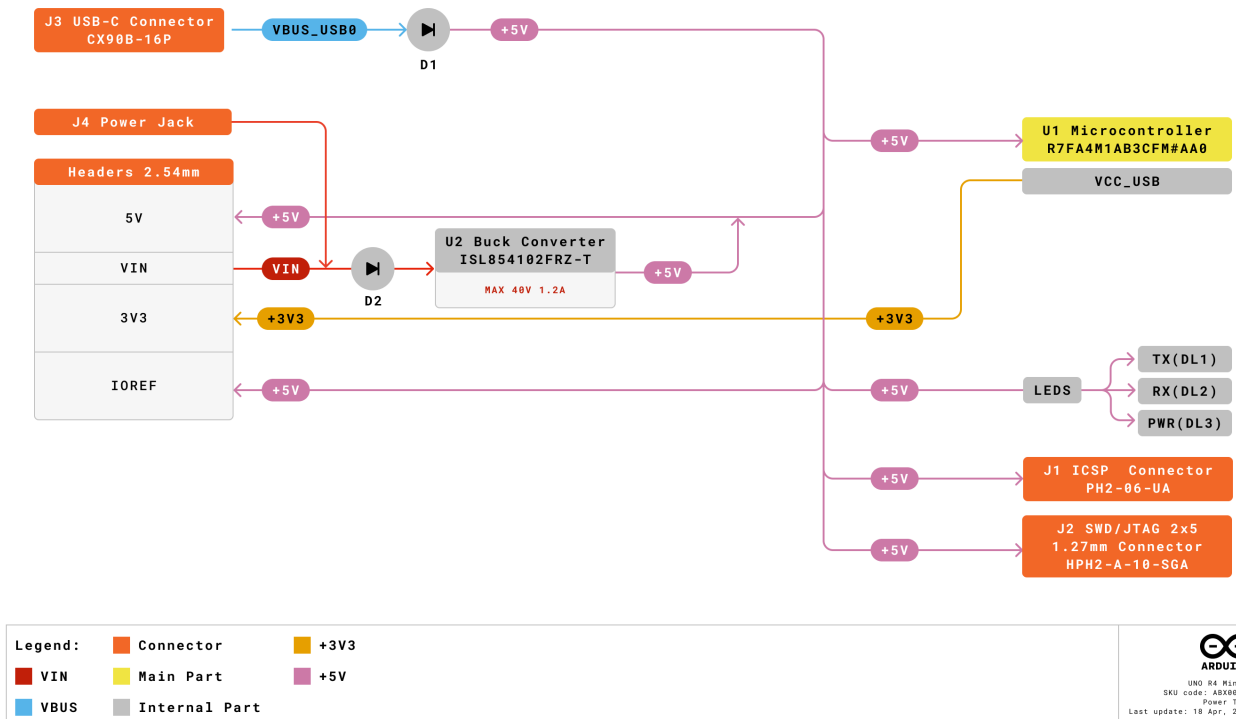 J3 USB-C Connector
CX90B-16P
VBUS_USB0
D1
+5V
J4 Power Jack
+5V
U1 Microcontroller
R7FA4M1AB3CFM#AA0
VCC_USB
Headers 2.54mm
5V
+5V
VIN
VIN
D2
U2 Buck Converter
ISL854102FRZ-T
MAX 40V 1.2A
+5V
3V3
+3V3
+3V3
IOREF
+5V
+5V
LEDS
TX(DL1)
RX(DL2)
PWR(DL3)
+5V
J1 ICSP Connector
PH2-06-UA
+5V
J2 SWD/JTAG 2x5
1.27mm Connector
HPH2-A-10-SGA
Legend:
Connector
+3V3
VIN
Main Part
+5V
VBUS
Internal Part
UNO R4
SKU code:
Power
Last update: 18 Apr,